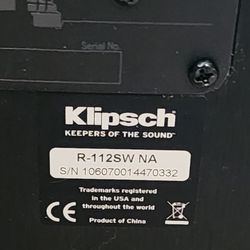 Serial No.
Klipsch
KEEPERS OF THE SOUND
R-112SW NA
S/N 106070014470332
Trademarks registered
in the USA and
throughout the world
CE
Product of China